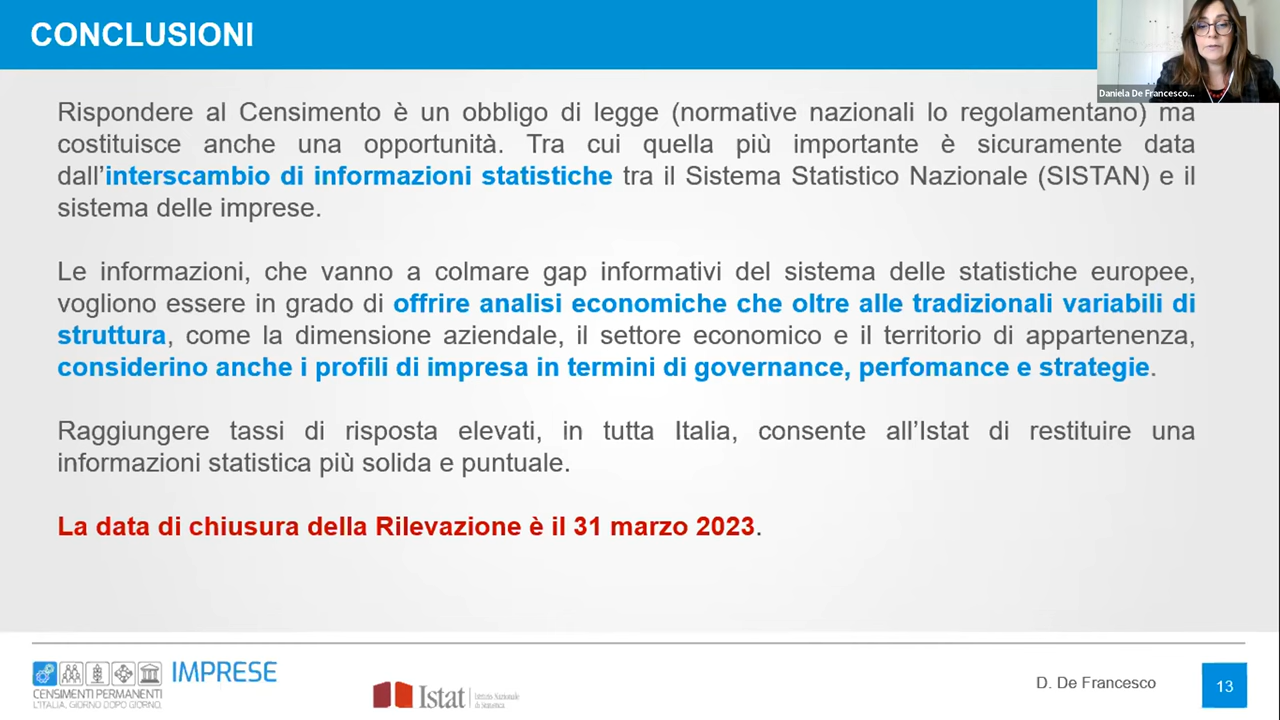 CONCLUSIONI
Daniela De Francesco...
Rispondere al Censimento è un obbligo di legge (normative nazionali lo regolamentano) ma
costituisce anche una opportunità. Tra cui quella più importante è sicuramente data
dall’interscambio di informazioni statistiche tra il Sistema Statistico Nazionale (SISTAN) e il
sistema delle imprese.
Le informazioni, che vanno a colmare gap informativi del sistema delle statistiche europee,
vogliono essere in grado di offrire analisi economiche che oltre alle tradizionali variabili di
struttura, come la dimensione aziendale, il settore economico e il territorio di appartenenza,
considerino anche i profili di impresa in termini di governance, perfomance e strategie.
Raggiungere tassi di risposta elevati, in tutta Italia, consente all’Istat di restituire una
informazioni statistica più solida e puntuale.
La data di chiusura della Rilevazione è il 31 marzo 2023.
IMPRESE
CENSIMENTI PERMANENTI
L'ITALIA, GIORNO DOPO GIORNO.
Istat
Istituto Nazionale
di Statistica
D. De Francesco
13